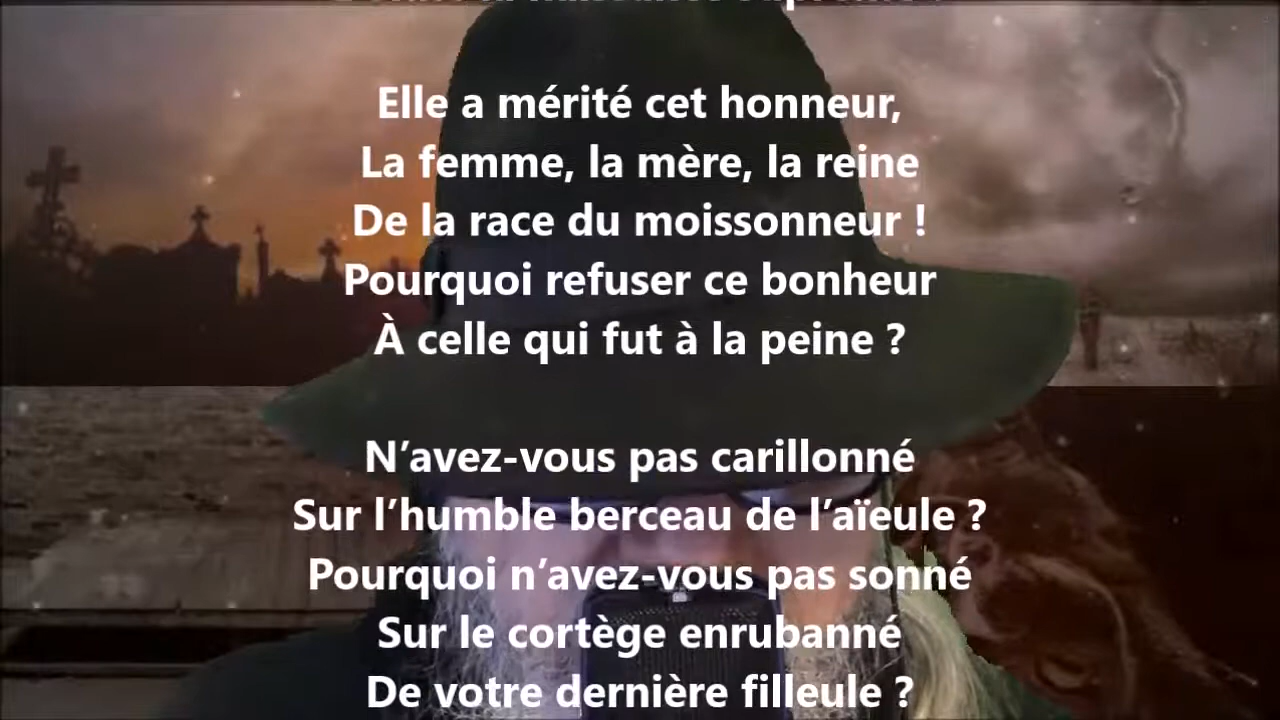 Elle a mérité cet honneur,
La femme, la mère, la reine
De la race du moissonneur !
Pourquoi refuser ce bonheur
À celle qui fut à la peine ?
N’avez-vous pas carillonné
Sur l’humble berceau de l’aïeule ?
Pourquoi n’avez-vous pas sonné
Sur le cortège enrubanné
De votre dernière filleule ?